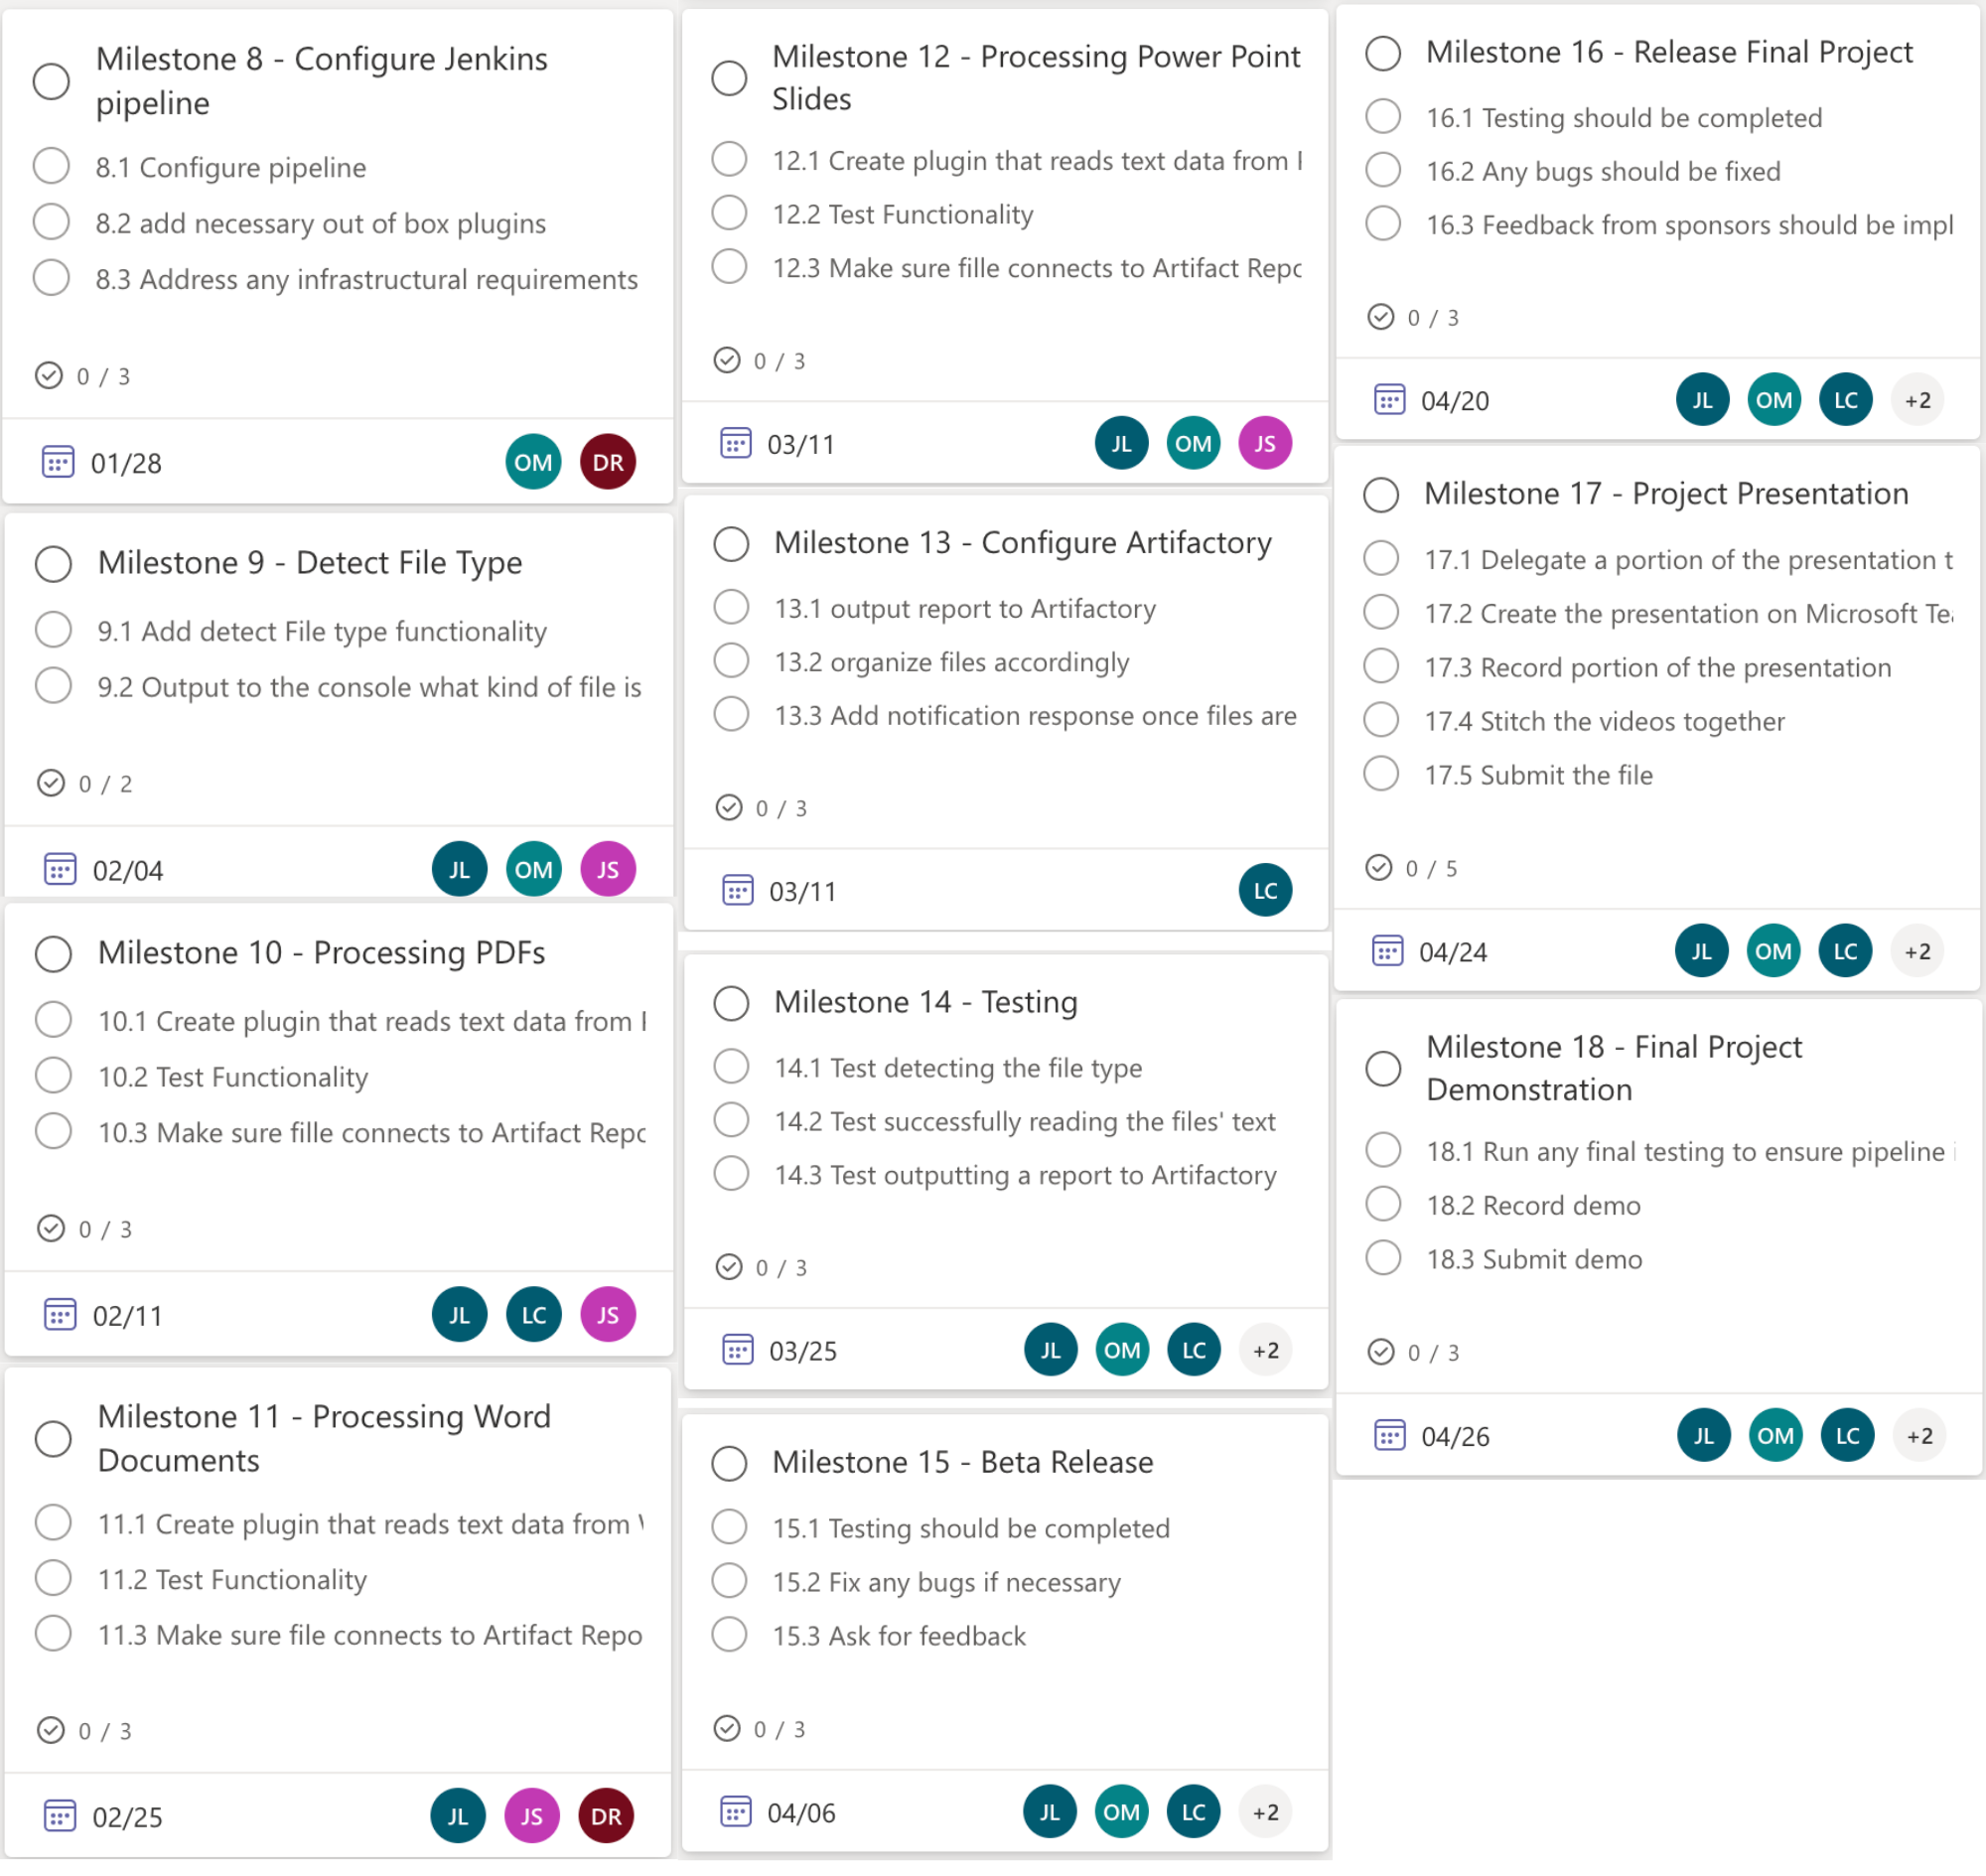 Milestone 8 - Configure Jenkins
pipeline
8.1 Configure pipeline
8.2 add necessary out of box plugins
8.3 Address any infrastructural requirements
0 / 3
01/28
OM
DR
Milestone 9 - Detect File Type
9.1 Add detect File type functionality
9.2 Output to the console what kind of file is
0 / 2
02/04
JL
OM
JS
Milestone 10 - Processing PDFs
10.1 Create plugin that reads text data from
10.2 Test Functionality
10.3 Make sure fille connects to Artifact
0 / 3
02/11
JL
LC
JS
Milestone 11 - Processing Word
Documents
11.1 Create plugin that reads text data from
11.2 Test Functionality
11.3 Make sure file connects to Artifact Repo
0 / 3
02/25
JL
JS
DR
Milestone 12 - Processing Power Point
Slides
12.1 Create plugin that reads text data from
12.2 Test Functionality
12.3 Make sure fille connects to Artifact
0 / 3
03/11
JL
OM
JS
Milestone 13 - Configure Artifactory
13.1 output report to Artifactory
13.2 organize files accordingly
13.3 Add notification response once files are
0 / 3
03/11
LC
Milestone 14 - Testing
14.1 Test detecting the file type
14.2 Test successfully reading the files' text
14.3 Test outputting a report to Artifactory
0 / 3
03/25
JL
OM
LC
+2
Milestone 15 - Beta Release
15.1 Testing should be completed
15.2 Fix any bugs if necessary
15.3 Ask for feedback
0 / 3
04/06
JL
OM
LC
+2
Milestone 16 - Release Final Project
16.1 Testing should be completed
16.2 Any bugs should be fixed
16.3 Feedback from sponsors should be impl
0 / 3
04/20
JL
OM
LC
+2
Milestone 17 - Project Presentation
17.1 Delegate a portion of the presentation t
17.2 Create the presentation on Microsoft
17.3 Record portion of the presentation
17.4 Stitch the videos together
17.5 Submit the file
0 / 5
04/24
JL
OM
LC
+2
Milestone 18 - Final Project
Demonstration
18.1 Run any final testing to ensure pipeline
18.2 Record demo
18.3 Submit demo
0 / 3
04/26
JL
OM
LC
+2